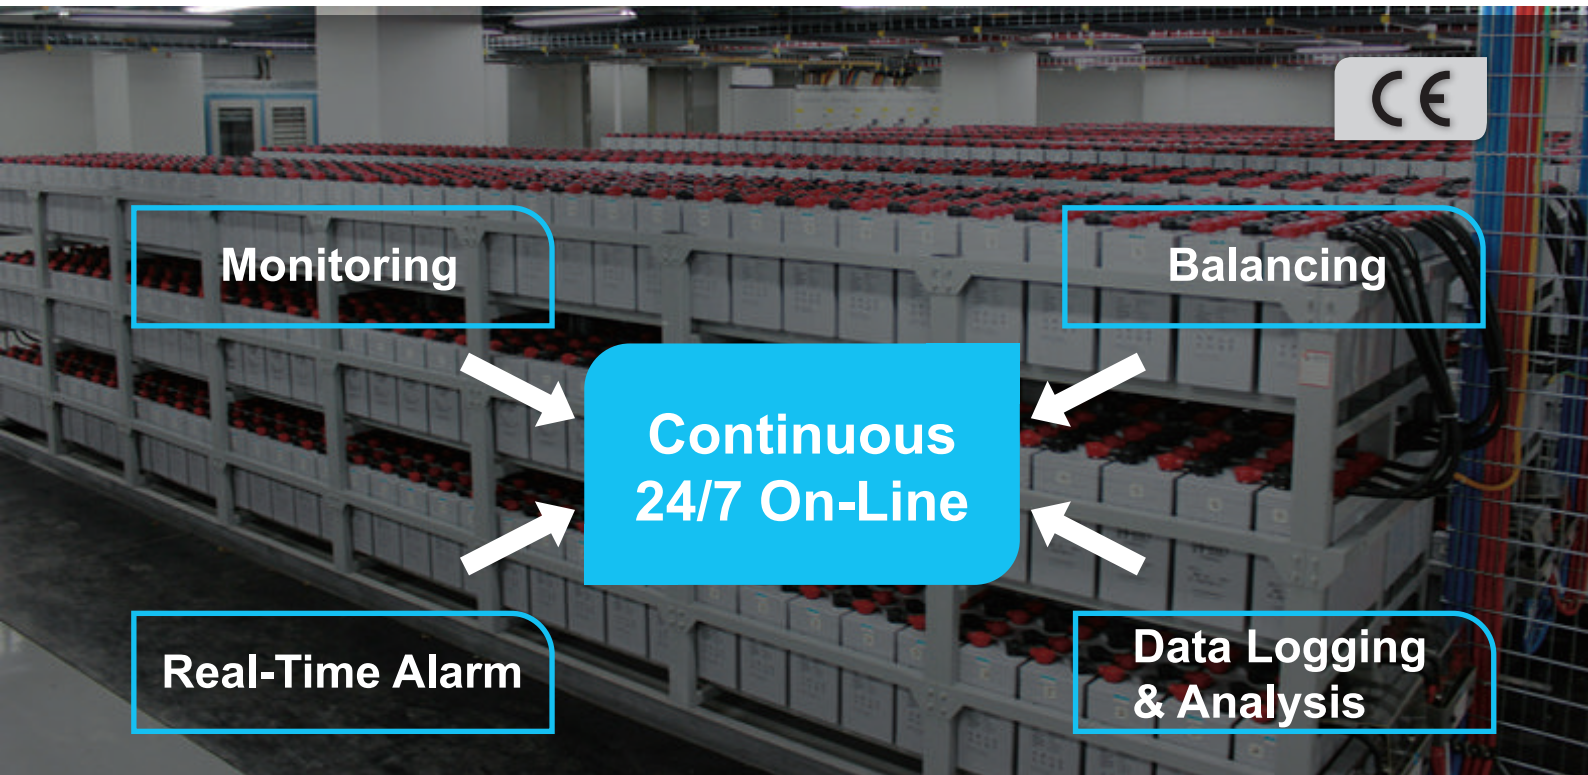 CE
Monitoring
Balancing
Continuous
24/7 On-Line
Real-Time Alarm
Data Logging
& Analysis